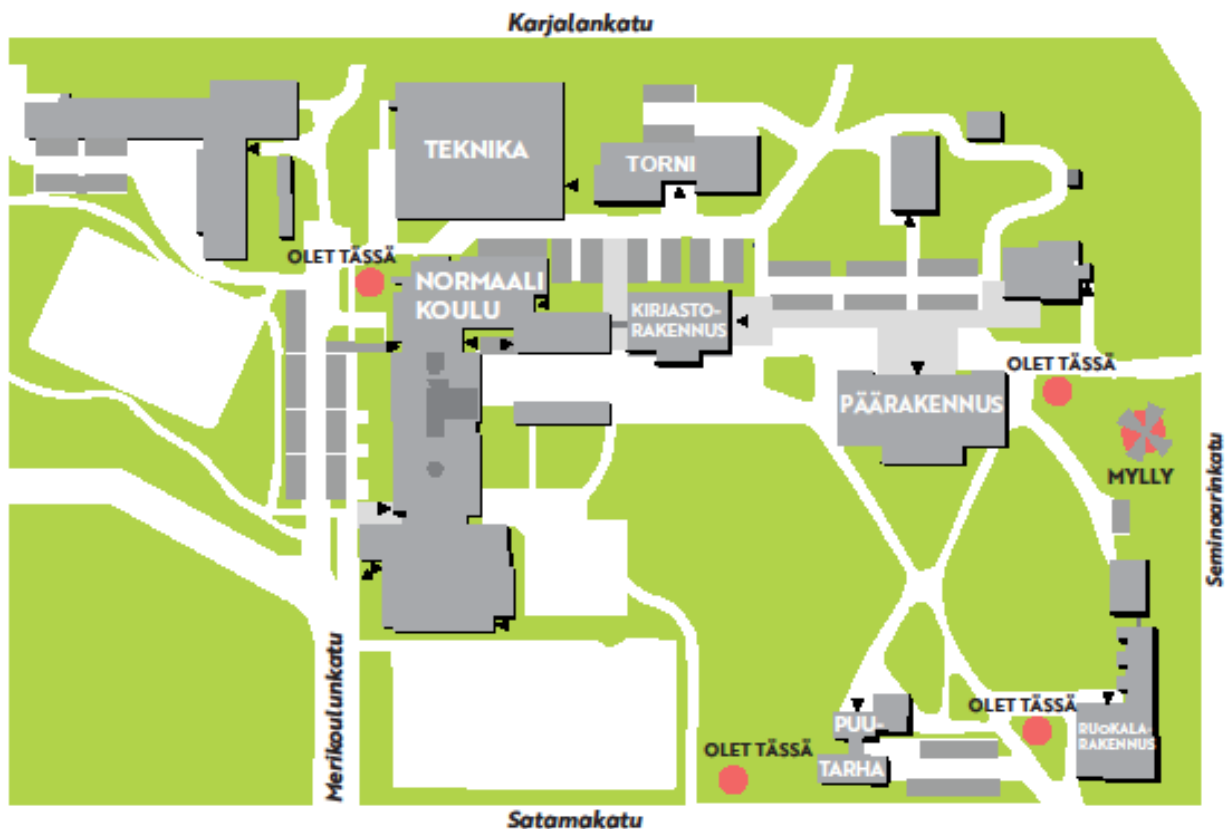 Karjalankatu
TEKNIKA
TORNI
OLET TÄSSÄ
NORMAALI
KOULU
KIRJASTO-
RAKENNUS
OLET TÄSSÄ
PÄÄRAKENNUS
MYLLY
Seminaarinkatu
Merikoulunkatu
OLET TÄSSÄ
PUU-
TARHA
OLET TÄSSÄ
RUOKALA-
RAKENNUS
Satamakatu